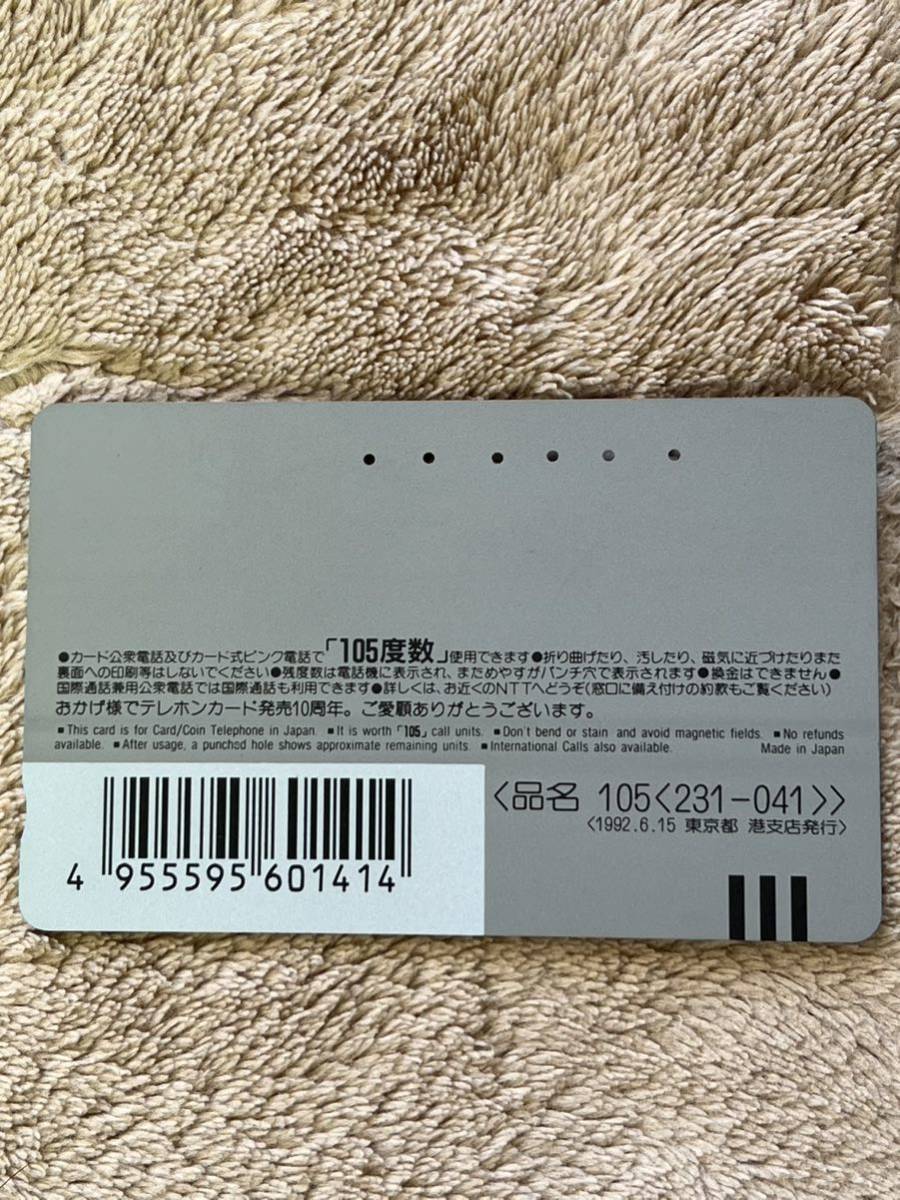 ●カード公衆電話及びカード式ピンク電話で「105度数」使用できます●折り曲げたり、汚したり、磁気に近づけたりまた
裏面への印刷等はしないでください●残度数は電話機に表示され、まためやすがパンチ穴で表示されます●換金はできません●
国際通話兼用公衆電話では国際通話も利用できます●詳しくは、お近くのNTTへどうぞ(窓口に備え付けの約款もご覧ください)
おかげ様でテレホンカード発売10周年。ご愛顧ありがとうございます。
■This card is for Card/Coin Telephone in Japan. ■It is worth「105」call units. ■Don't bend or stain and avoid magnetic fields. ■No refunds
available. ■After usage, a punchsd hole shows approximate remaining units. ■International Calls also available. Made in Japan
<品名 105<231-041>>
<1992.6.15 東京都 港支店発行>
4 955595 601414